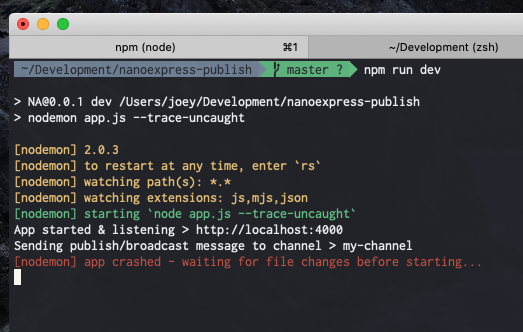 npm (node) ⌘1 ~/Development (zsh)
~/Development/nanoexpress-publish master ? npm run dev
> NA@0.0.1 dev /Users/joey/Development/nanoexpress-publish
> nodemon app.js --trace-uncaught
[nodemon] 2.0.3
[nodemon] to restart at any time, enter `rs`
[nodemon] watching path(s): *.*
[nodemon] watching extensions: js,mjs,json
[nodemon] starting `node app.js --trace-uncaught`
App started & listening > http://localhost:4000
Sending publish/broadcast message to channel > my-channel
[nodemon] app crashed - waiting for file changes before starting...